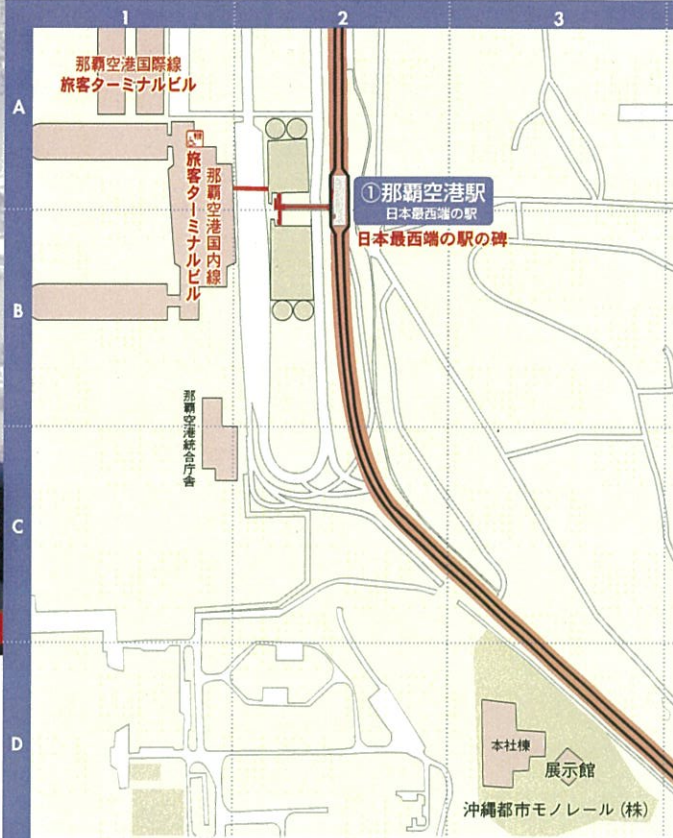 1
2
3
A
那覇空港国際線
旅客ターミナルビル
那覇空港国内線
旅客ターミナルビル
①那覇空港駅
日本最西端の駅
日本最西端の駅の碑
B
那覇空港統合庁舎
C
D
本社棟
展示館
沖縄都市モノレール(株)